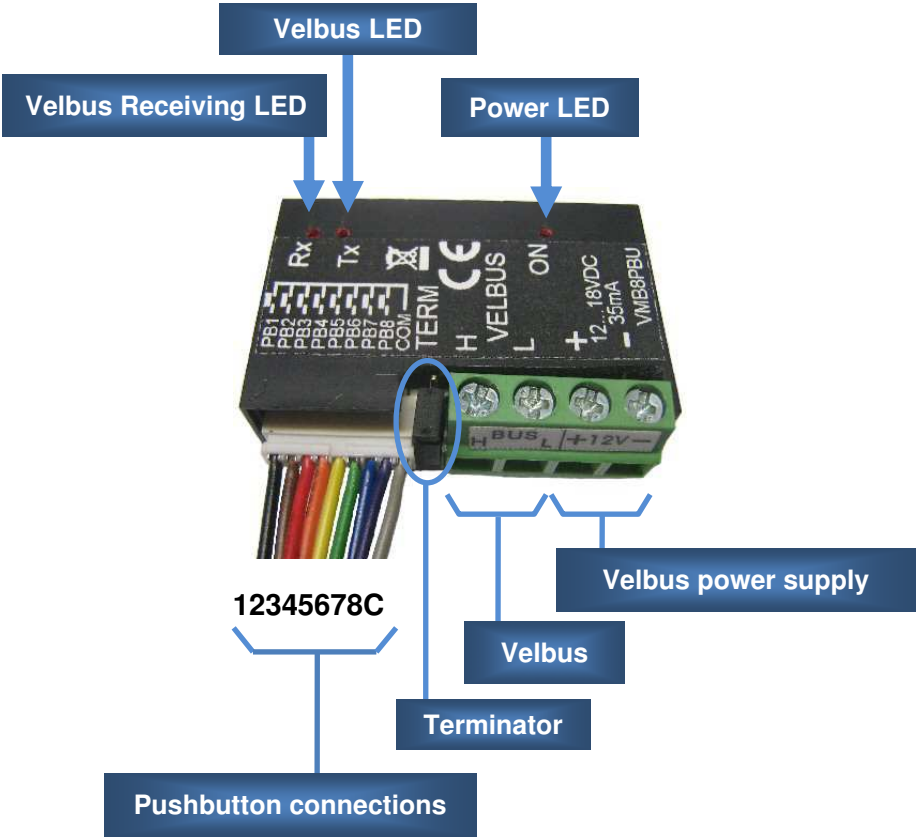 Velbus LED
Velbus Receiving LED
Power LED
Rx
Tx
ON
PB1
PB2
PB3
PB4
PB5
PB6
PB7
PB8
COM
TERM
CE
H
VELBUS
L
+
12...18VDC
-
35mA
VMB8PBU
H BUS L + 12V -
12345678C
Velbus power supply
Velbus
Terminator
Pushbutton connections